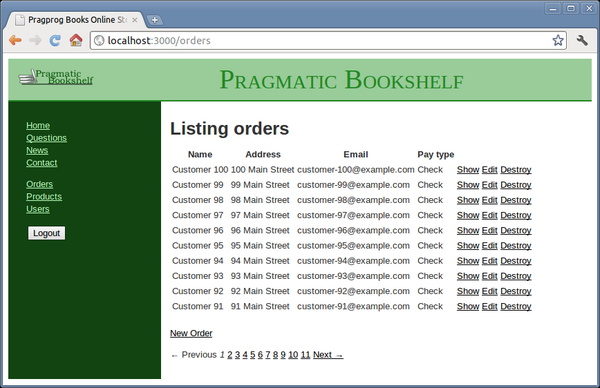 Pragprog Books Online St
localhost:3000/orders
Pragmatic
Bookshelf
Pragmatic Bookshelf
Home
Questions
News
Contact
Orders
Products
Users
Logout
Listing orders
Name Address Email Pay type
Customer 100 100 Main Street customer-100@example.com Check Show Edit Destroy
Customer 99 99 Main Street customer-99@example.com Check Show Edit Destroy
Customer 98 98 Main Street customer-98@example.com Check Show Edit Destroy
Customer 97 97 Main Street customer-97@example.com Check Show Edit Destroy
Customer 96 96 Main Street customer-96@example.com Check Show Edit Destroy
Customer 95 95 Main Street customer-95@example.com Check Show Edit Destroy
Customer 94 94 Main Street customer-94@example.com Check Show Edit Destroy
Customer 93 93 Main Street customer-93@example.com Check Show Edit Destroy
Customer 92 92 Main Street customer-92@example.com Check Show Edit Destroy
Customer 91 91 Main Street customer-91@example.com Check Show Edit Destroy
New Order
← Previous 1 2 3 4 5 6 7 8 9 10 11 Next →